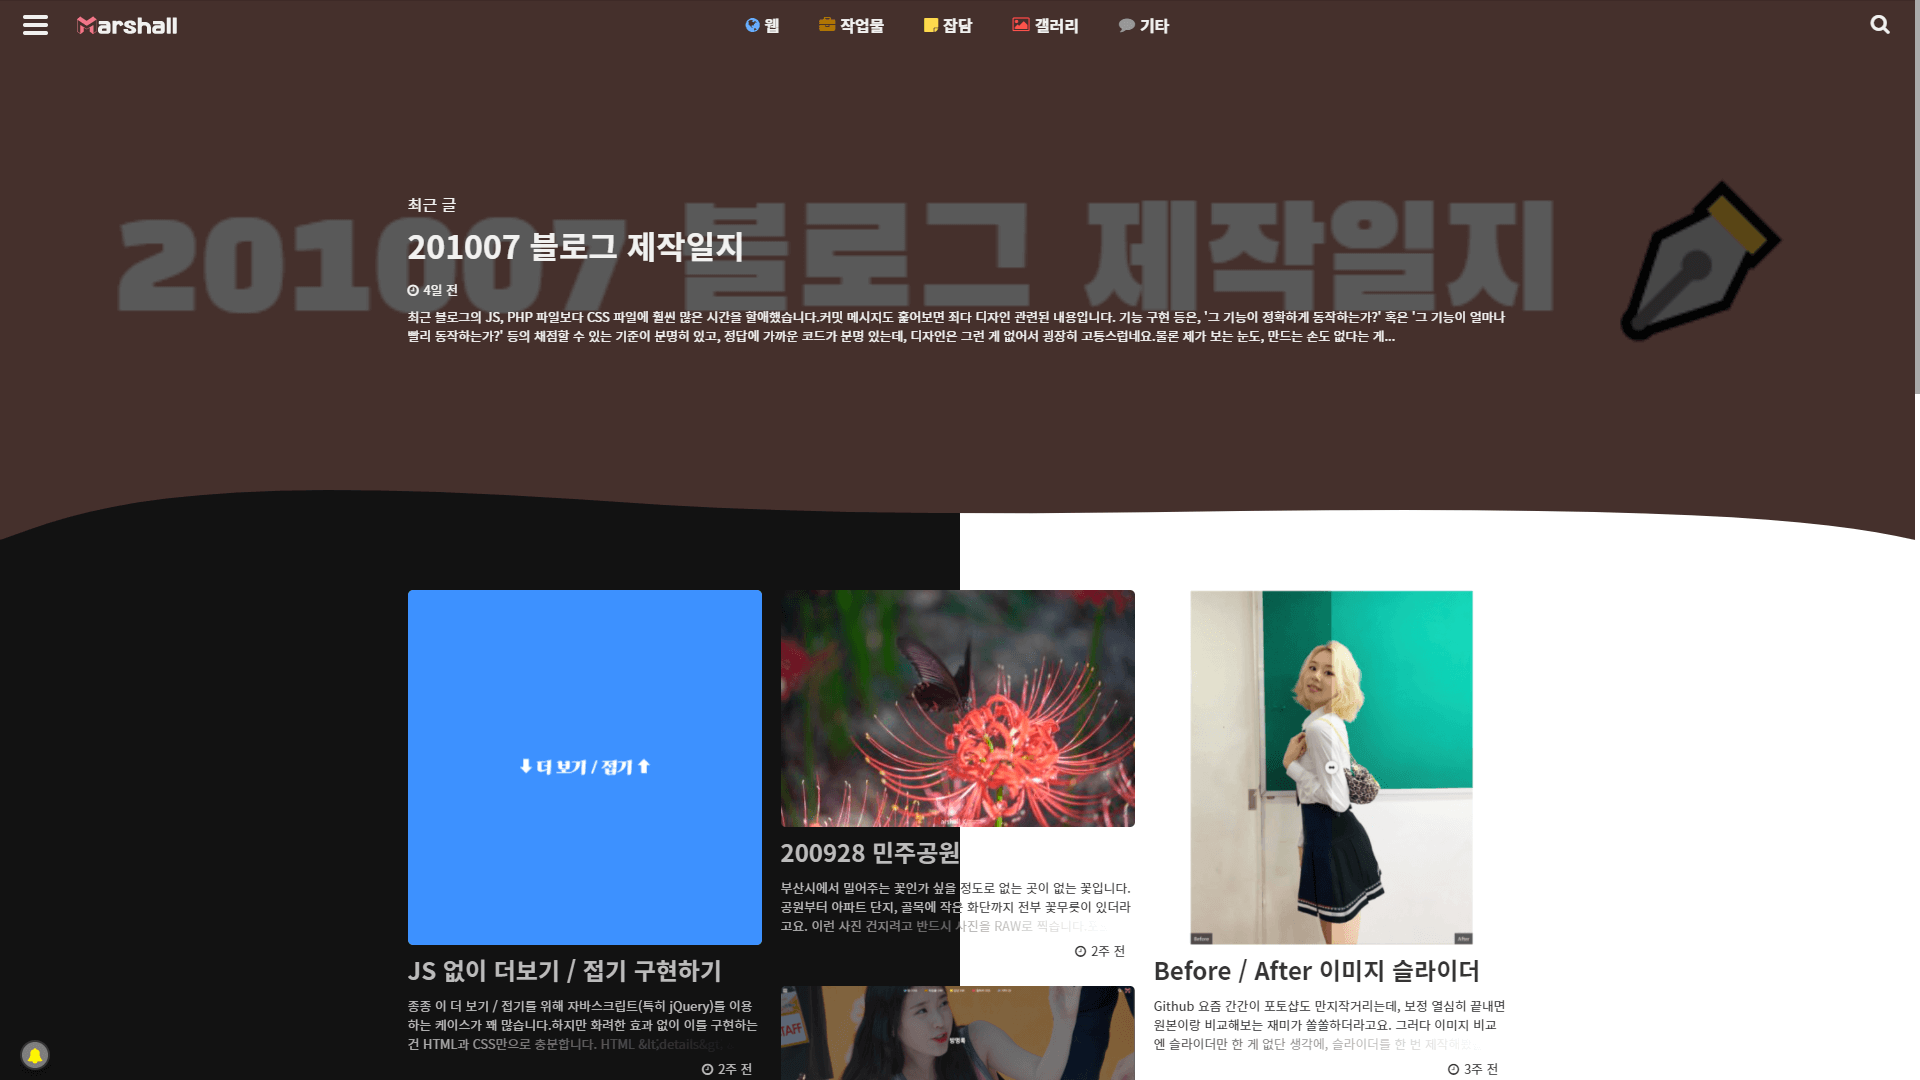 Marshall
웹
작업물
잡담
갤러리
기타
201007 블로그 제작일지
최근 글
201007 블로그 제작일지
4일 전
최근 블로그의 JS, PHP 파일보다 CSS 파일에 훨씬 많은 시간을 할애했습니다.커밋 메시지도 훑어보면 죄다 디자인 관련된 내용입니다. 기능 구현 등은, '그 기능이 정확하게 동작하는가?' 혹은 '그 기능이 얼마나
빨리 동작하는가?' 등의 채점할 수 있는 기준이 분명히 있고, 정답에 가까운 코드가 분명 있는데, 디자인은 그런 게 없어서 굉장히 고통스럽네요.물론 제가 보는 눈도, 만드는 손도 없다는 게...
더 보기 / 접기
JS 없이 더보기 / 접기 구현하기
종종 이 더 보기 / 접기를 위해 자바스크립트(특히 jQuery)를 이용
하는 케이스가 꽤 많습니다.하지만 화려한 효과 없이 이를 구현하는
건 HTML과 CSS만으로 충분합니다. HTML &lt;details&gt;
2주 전
200928 민주공원
부산시에서 밀어주는 꽃인가 싶을 정도로 없는 곳이 없는 꽃입니다.
공원부터 아파트 단지, 골목에 작은 화단까지 전부 꽃무릇이 있더라
고요. 이런 사진 건지려고 반드시 사진을 RAW로 찍습니다.
2주 전
STAFF
Before
After
Before / After 이미지 슬라이더
Github 요즘 간간이 포토샵도 만지작거리는데, 보정 열심히 끝내면
원본이랑 비교해보는 재미가 쏠쏠하더라고요. 그러다 이미지 비교
엔 슬라이더만 한 게 없단 생각에, 슬라이더를 한 번 제작해
3주 전